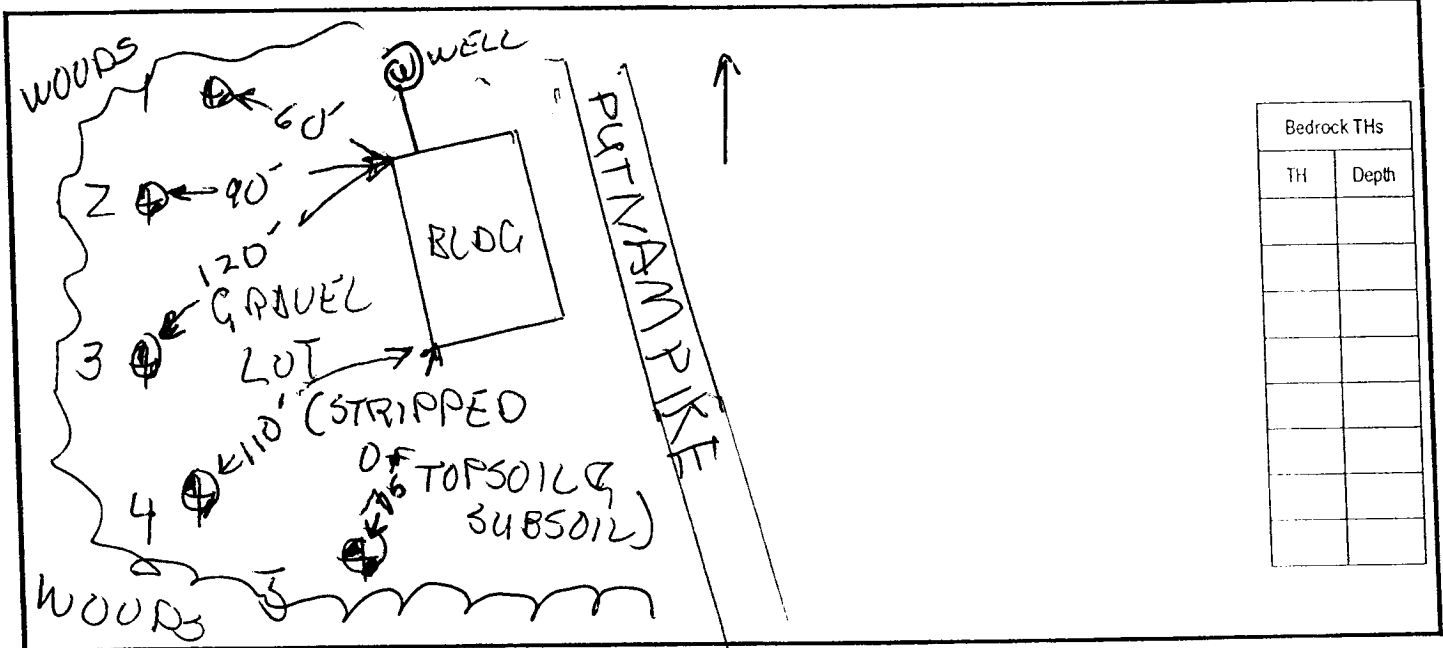 WOODS
W WELL
1
60'
2
90'
BLDG
PUTNAM PIKE
120'
3
GRAVEL
LOT
110'
(STRIPPED
OF
TOPSOIL &
SUBSOIL)
4
5
WOODS
Bedrock THs
TH Depth